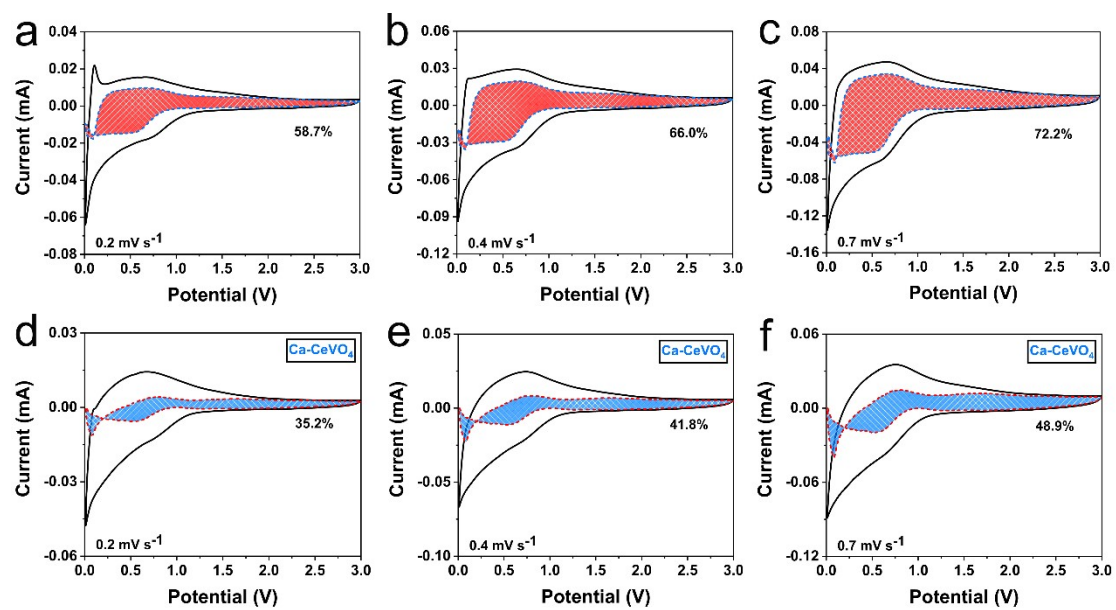 a
0.04
0.02
0.00
-0.02
-0.04
-0.06
-0.08
Current (mA)
58.7%
0.2 mV s⁻¹
0.0 0.5 1.0 1.5 2.0 2.5 3.0
Potential (V)
b
0.06
0.03
0.00
-0.03
-0.06
-0.09
-0.12
Current (mA)
66.0%
0.4 mV s⁻¹
0.0 0.5 1.0 1.5 2.0 2.5 3.0
Potential (V)
c
0.08
0.04
0.00
-0.04
-0.08
-0.12
-0.16
Current (mA)
72.2%
0.7 mV s⁻¹
0.0 0.5 1.0 1.5 2.0 2.5 3.0
Potential (V)
d
0.03
0.00
-0.03
-0.06
Current (mA)
Ca-CeVO₄
35.2%
0.2 mV s⁻¹
0.0 0.5 1.0 1.5 2.0 2.5 3.0
Potential (V)
e
0.05
0.00
-0.05
-0.10
Current (mA)
Ca-CeVO₄
41.8%
0.4 mV s⁻¹
0.0 0.5 1.0 1.5 2.0 2.5 3.0
Potential (V)
f
0.06
0.00
-0.06
-0.12
Current (mA)
Ca-CeVO₄
48.9%
0.7 mV s⁻¹
0.0 0.5 1.0 1.5 2.0 2.5 3.0
Potential (V)